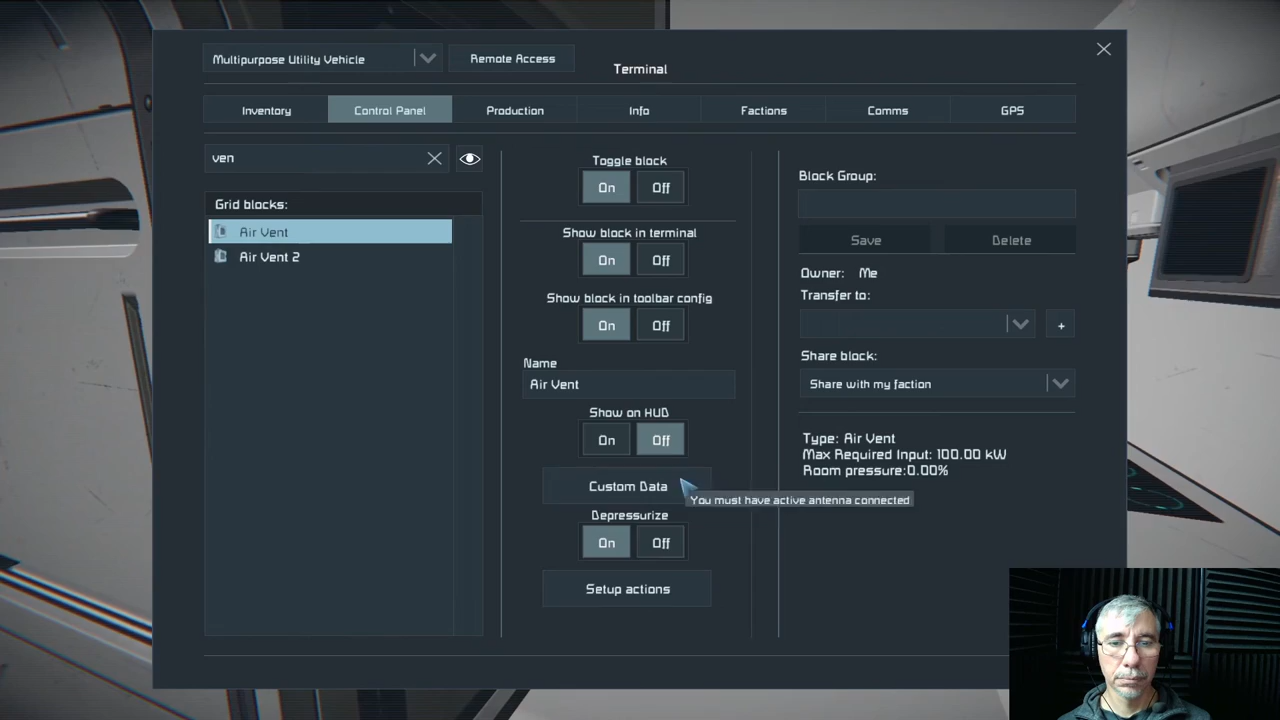 Multipurpose Utility Vehicle
Remote Access
Terminal
Inventory
Control Panel
Production
Info
Factions
Comms
GPS
ven
Grid blocks:
Air Vent
Air Vent 2
Toggle block
On Off
Show block in terminal
On Off
Show block in toolbar config
On Off
Name
Air Vent
Show on HUD
On Off
Custom Data
You must have active antenna connected
Depressurize
On Off
Setup actions
Block Group:
Save
Delete
Owner: Me
Transfer to:
+
Share block:
Share with my faction
Type: Air Vent
Max Required Input: 100.00 kW
Room pressure:0.00%